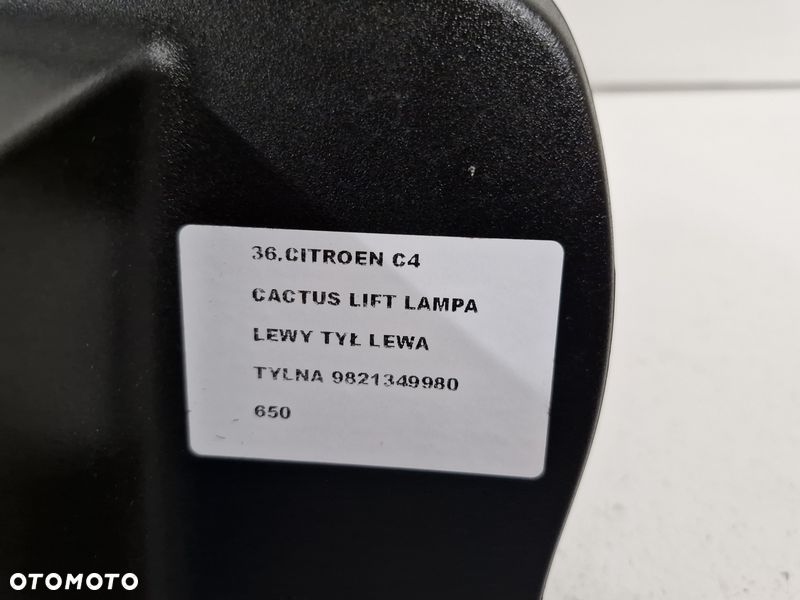 36.CITROEN C4
CACTUS LIFT LAMPA
LEWY TYŁ LEWA
TYLNA 9821349980
650
OTOMOTO